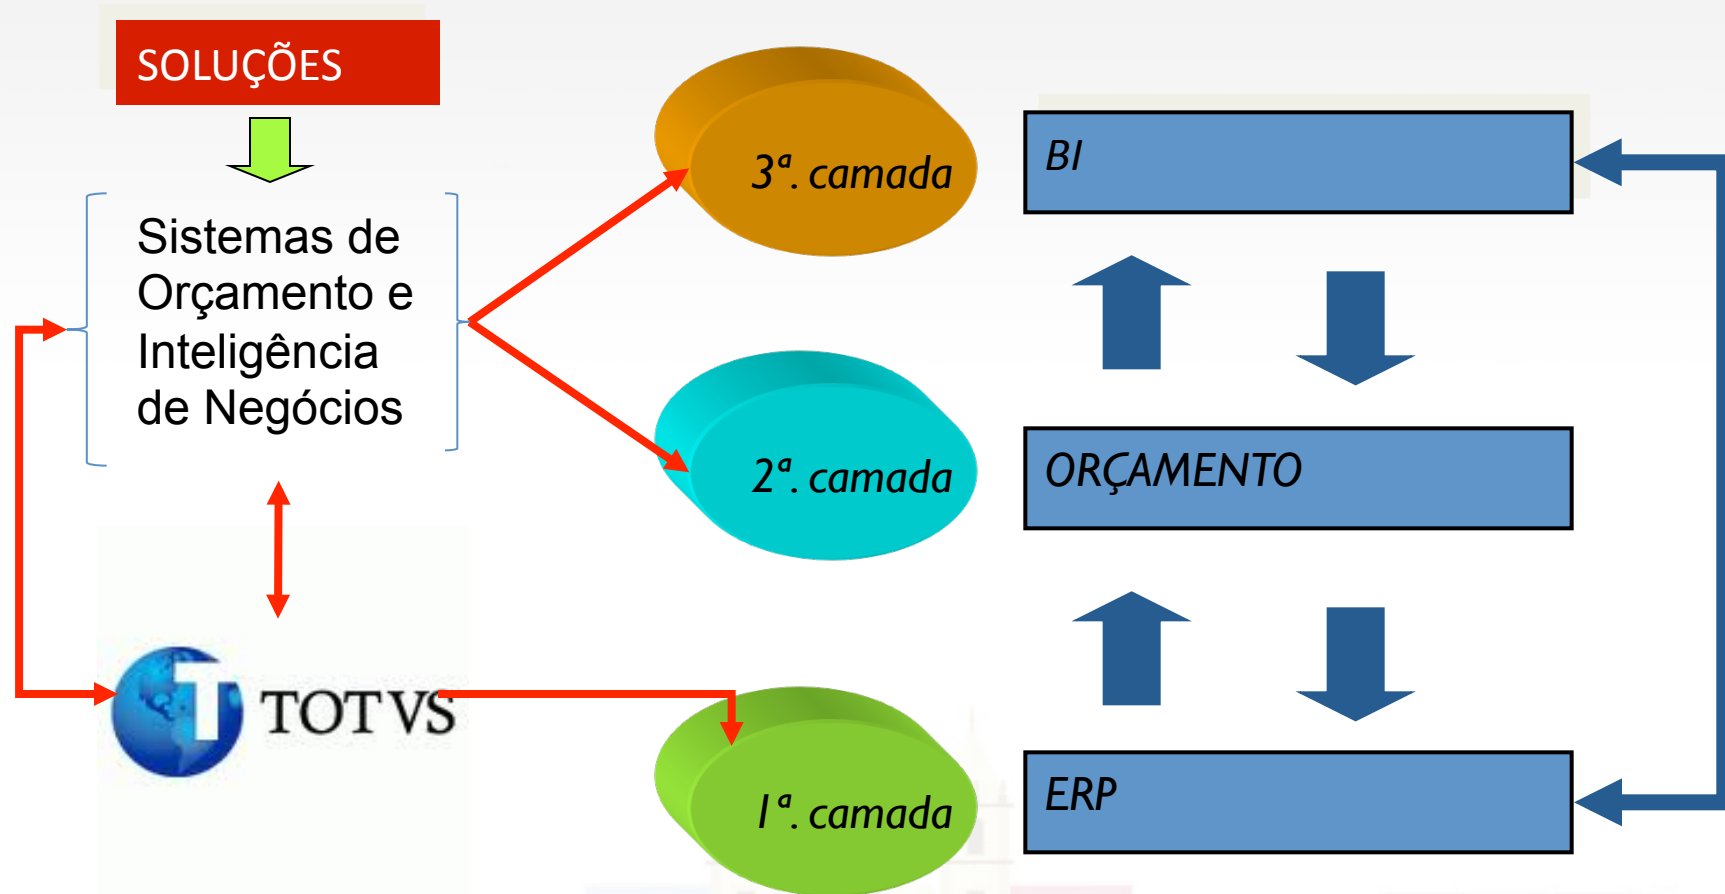 SOLUÇÕES
Sistemas de
Orçamento e
Inteligência
de Negócios
TOTVS
3ª. camada
BI
2ª. camada
ORÇAMENTO
1ª. camada
ERP